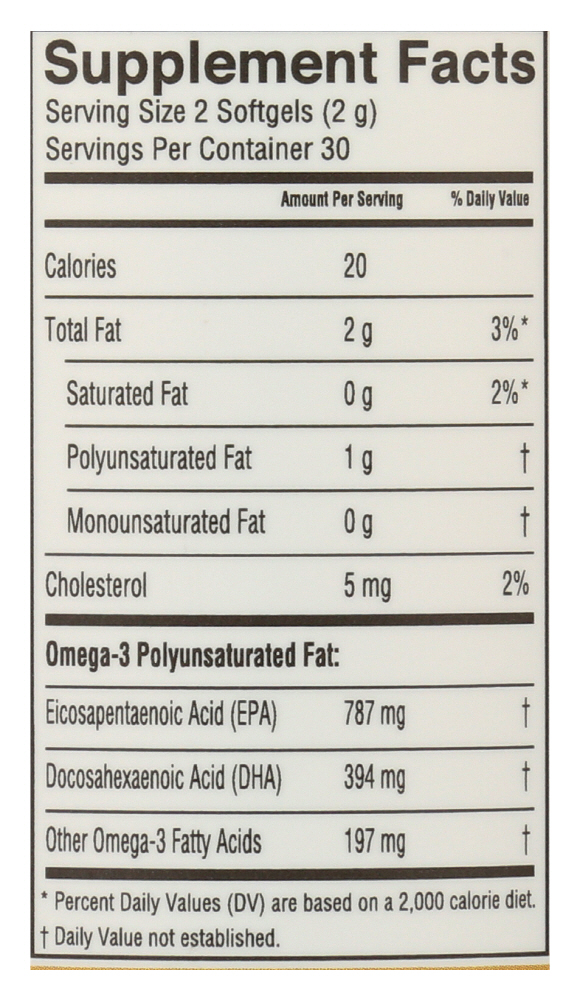 Supplement Facts
Serving Size 2 Softgels (2 g)
Servings Per Container 30
Amount Per Serving % Daily Value
Calories 20
Total Fat 2 g 3%*
Saturated Fat 0 g 2%*
Polyunsaturated Fat 1 g †
Monounsaturated Fat 0 g †
Cholesterol 5 mg 2%
Omega-3 Polyunsaturated Fat:
Eicosapentaenoic Acid (EPA) 787 mg †
Docosahexaenoic Acid (DHA) 394 mg †
Other Omega-3 Fatty Acids 197 mg †
* Percent Daily Values (DV) are based on a 2,000 calorie diet.
† Daily Value not established.